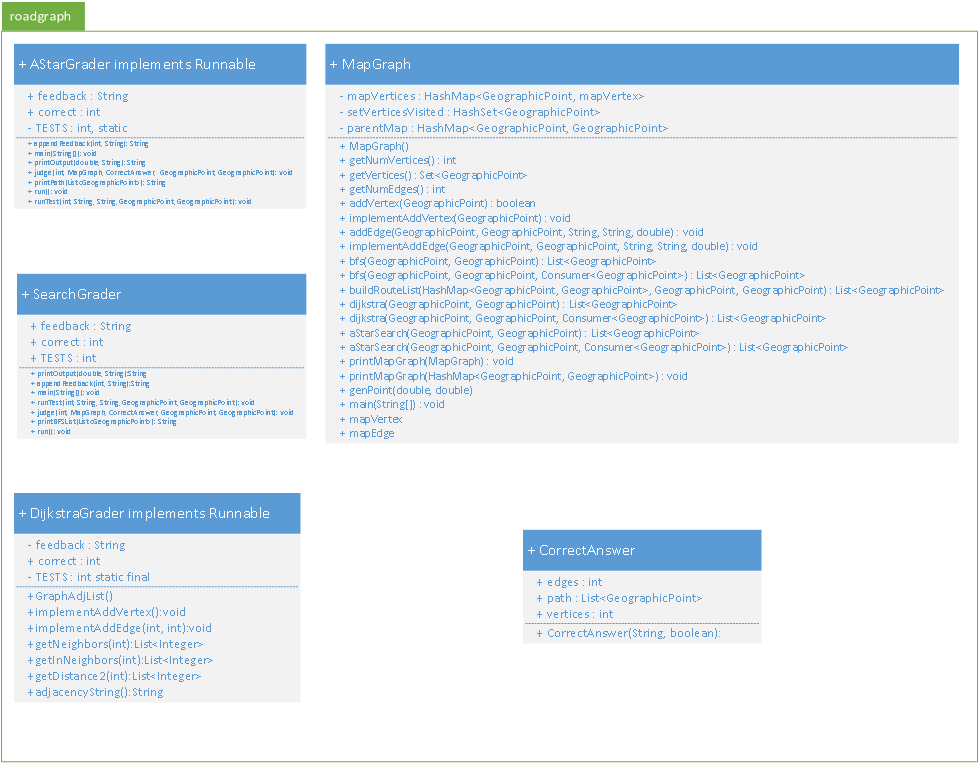 roadgraph
+ AStarGrader implements Runnable
+ feedback : String
+ correct : int
- TESTS : int, static
+ appendFeedback(int, String): String
+ main(String[]): void
+ printOutput(double, String): String
+ judge(int, MapGraph, CorrectAnswer, GeographicPoint, GeographicPoint): void
+ printPath(List<GeographicPoint>): String
+ run(): void
+ runTest(int, String, String, GeographicPoint, GeographicPoint): void
+ SearchGrader
+ feedback : String
+ correct : int
+ TESTS : int
+ printOutput(double, String):String
+ appendFeedback(int, String):String
+ main(String[]): void
+ runTest(int, String, String, GeographicPoint, GeographicPoint): void
+ judge(int, MapGraph, CorrectAnswer, GeographicPoint, GeographicPoint): void
+ printBFSList(List<GeographicPoint>): String
+ run(): void
+ DijkstraGrader implements Runnable
- feedback : String
+ correct : int
- TESTS : int static final
+GraphAdjList()
+implementAddVertex():void
+implementAddEdge(int, int):void
+getNeighbors(int):List<Integer>
+getInNeighbors(int):List<Integer>
+getDistance2(int):List<Integer>
+adjacencyString():String
+ MapGraph
- mapVertices : HashMap<GeographicPoint, mapVertex>
- setVerticesVisited : HashSet<GeographicPoint>
- parentMap : HashMap<GeographicPoint, GeographicPoint>
+ MapGraph()
+ getNumVertices() : int
+ getVertices() : Set<GeographicPoint>
+ getNumEdges() : int
+ addVertex(GeographicPoint) : boolean
+ implementAddVertex(GeographicPoint) : void
+ addEdge(GeographicPoint, GeographicPoint, String, String, double) : void
+ implementAddEdge(GeographicPoint, GeographicPoint, String, String, double) : void
+ bfs(GeographicPoint, GeographicPoint) : List<GeographicPoint>
+ bfs(GeographicPoint, GeographicPoint, Consumer<GeographicPoint>) : List<GeographicPoint>
+ buildRouteList(HashMap<GeographicPoint, GeographicPoint>, GeographicPoint, GeographicPoint) : List<GeographicPoint>
+ dijkstra(GeographicPoint, GeographicPoint) : List<GeographicPoint>
+ dijkstra(GeographicPoint, GeographicPoint, Consumer<GeographicPoint>) : List<GeographicPoint>
+ aStarSearch(GeographicPoint, GeographicPoint) : List<GeographicPoint>
+ aStarSearch(GeographicPoint, GeographicPoint, Consumer<GeographicPoint>) : List<GeographicPoint>
+ printMapGraph(MapGraph) : void
+ printMapGraph(HashMap<GeographicPoint, GeographicPoint>) : void
+ genPoint(double, double)
+ main(String[]) : void
+ mapVertex
+ mapEdge
+ CorrectAnswer
+ edges : int
+ path : List<GeographicPoint>
+ vertices : int
+ CorrectAnswer(String, boolean):